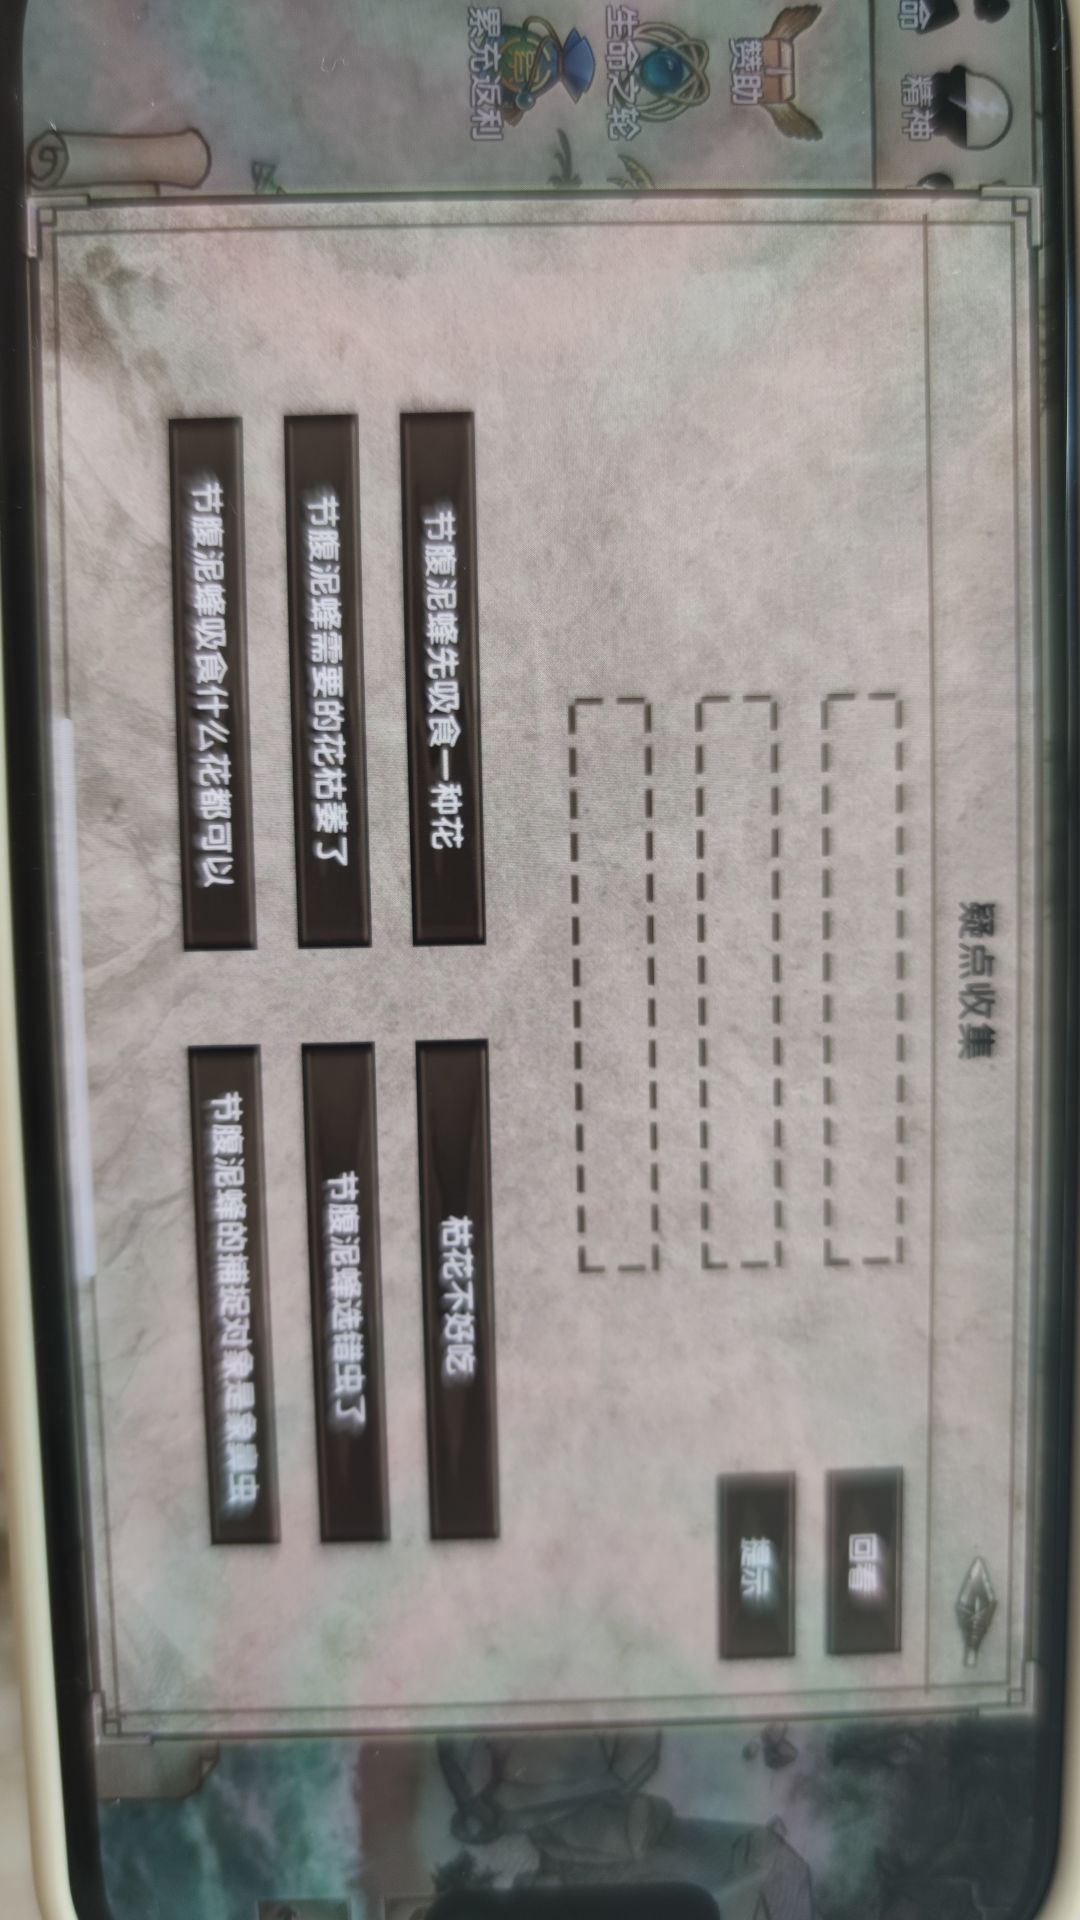 命
精神
赞助
生命之轮
累充返利
疑点收集
回看
提示
节腹泥蜂先吸食一种花
枯花不好吃
节腹泥蜂需要的花枯萎了
节腹泥蜂选错虫了
节腹泥蜂吸食什么花都可以
节腹泥蜂的捕捉对象是象鼻虫